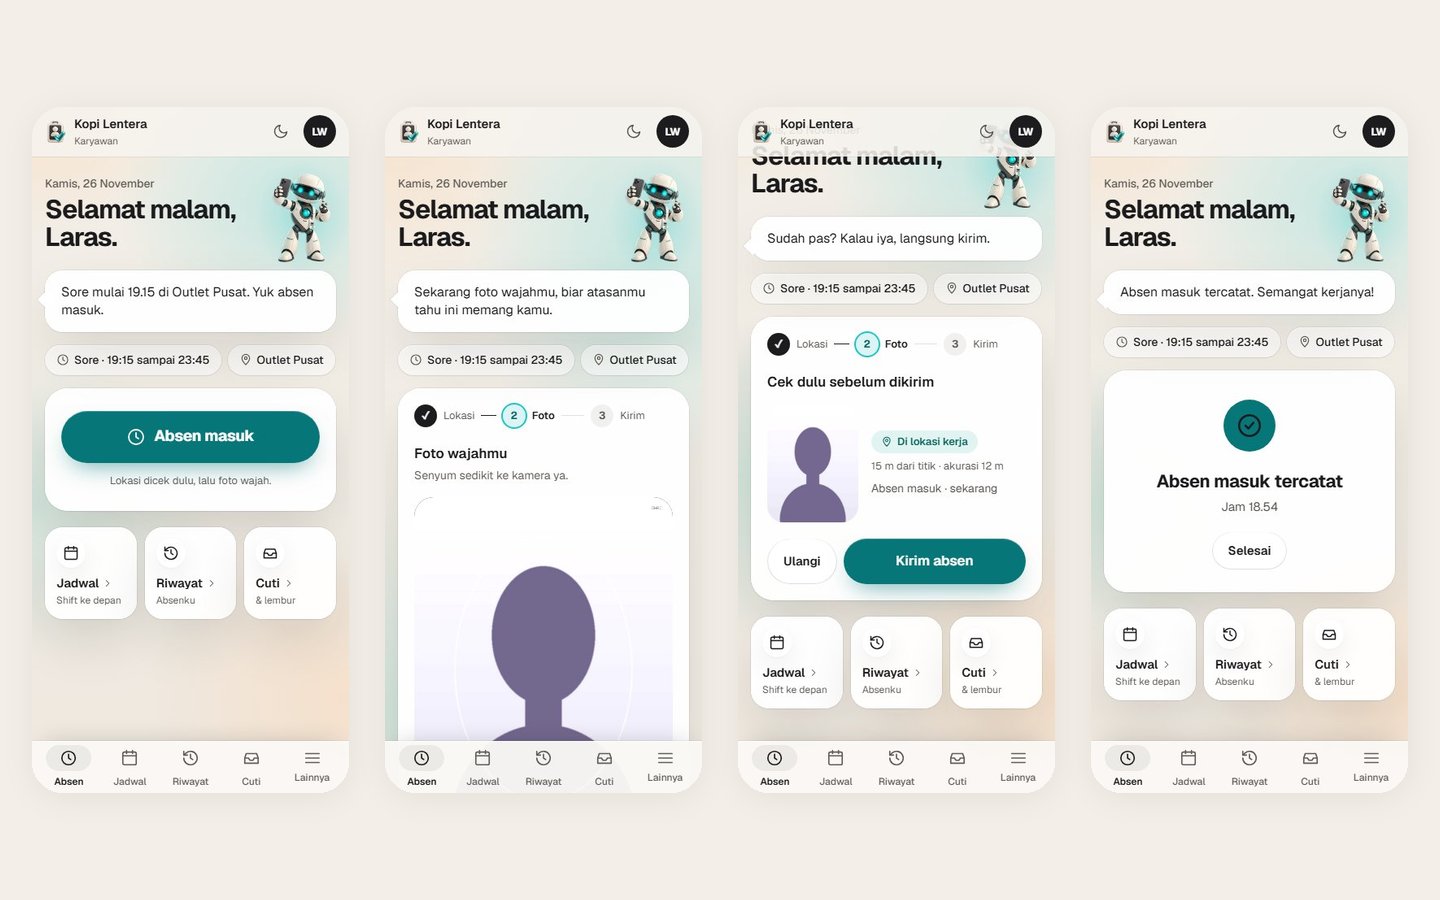 Kopi Lentera
Karyawan
LW
Kamis, 26 November
Selamat malam,
Laras.
Sore mulai 19.15 di Outlet Pusat. Yuk absen
masuk.
Sore · 19:15 sampai 23:45
Outlet Pusat
Absen masuk
Lokasi dicek dulu, lalu foto wajah.
Jadwal
Shift ke depan
Riwayat
Absenku
Cuti
& lembur
Absen
Jadwal
Riwayat
Cuti
Lainnya
Kopi Lentera
Karyawan
LW
Kamis, 26 November
Selamat malam,
Laras.
Sekarang foto wajahmu, biar atasanmu
tahu ini memang kamu.
Sore · 19:15 sampai 23:45
Outlet Pusat
Lokasi
2
Foto
3
Kirim
Foto wajahmu
Senyum sedikit ke kamera ya.
Absen
Jadwal
Riwayat
Cuti
Lainnya
Kopi Lentera
Karyawan
LW
Selamat malam,
Laras.
Sudah pas? Kalau iya, langsung kirim.
Sore · 19:15 sampai 23:45
Outlet Pusat
Lokasi
2
Foto
3
Kirim
Cek dulu sebelum dikirim
Di lokasi kerja
15 m dari titik · akurasi 12 m
Absen masuk · sekarang
Ulangi
Kirim absen
Jadwal
Shift ke depan
Riwayat
Absenku
Cuti
& lembur
Absen
Jadwal
Riwayat
Cuti
Lainnya
Kopi Lentera
Karyawan
LW
Kamis, 26 November
Selamat malam,
Laras.
Absen masuk tercatat. Semangat kerjanya!
Sore · 19:15 sampai 23:45
Outlet Pusat
Absen masuk tercatat
Jam 18.54
Selesai
Jadwal
Shift ke depan
Riwayat
Absenku
Cuti
& lembur
Absen
Jadwal
Riwayat
Cuti
Lainnya